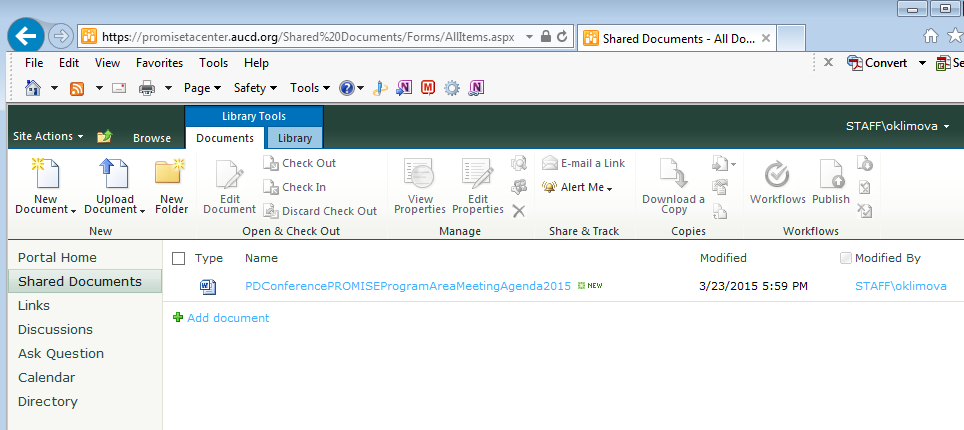 https://promisetacenter.aucd.org/Shared%20Documents/Forms/AllItems.aspx
Shared Documents - All Do...
File Edit View Favorites Tools Help
Convert
Se
Page Safety Tools
Library Tools
Site Actions Browse Documents Library
STAFF\oklimova
New Document
Upload Document
New Folder
New
Edit Document
Check Out
Check In
Discard Check Out
Open & Check Out
View Properties
Edit Properties
Manage
E-mail a Link
Alert Me
Share & Track
Download a Copy
Copies
Workflows
Publish
Workflows
Portal Home
Shared Documents
Links
Discussions
Ask Question
Calendar
Directory
Type Name Modified Modified By
PDConferencePROMISEProgramAreaMeetingAgenda2015 NEW 3/23/2015 5:59 PM STAFF\oklimova
Add document